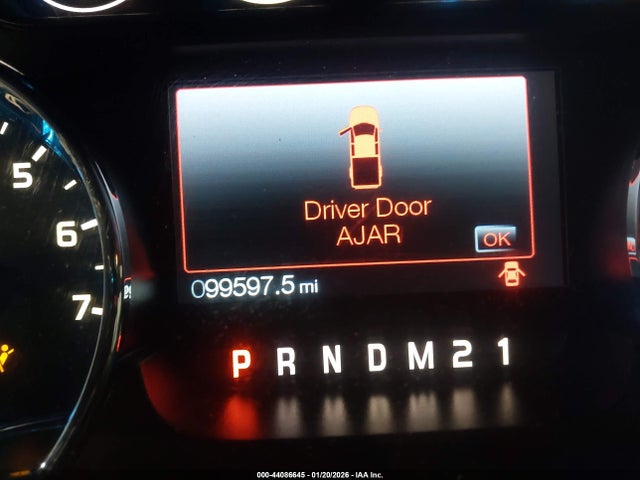 5
6
7
Driver Door
AJAR
OK
099597.5 mi
P R N D M 2 1
000-44086645 - 01/20/2026 - IAA Inc.